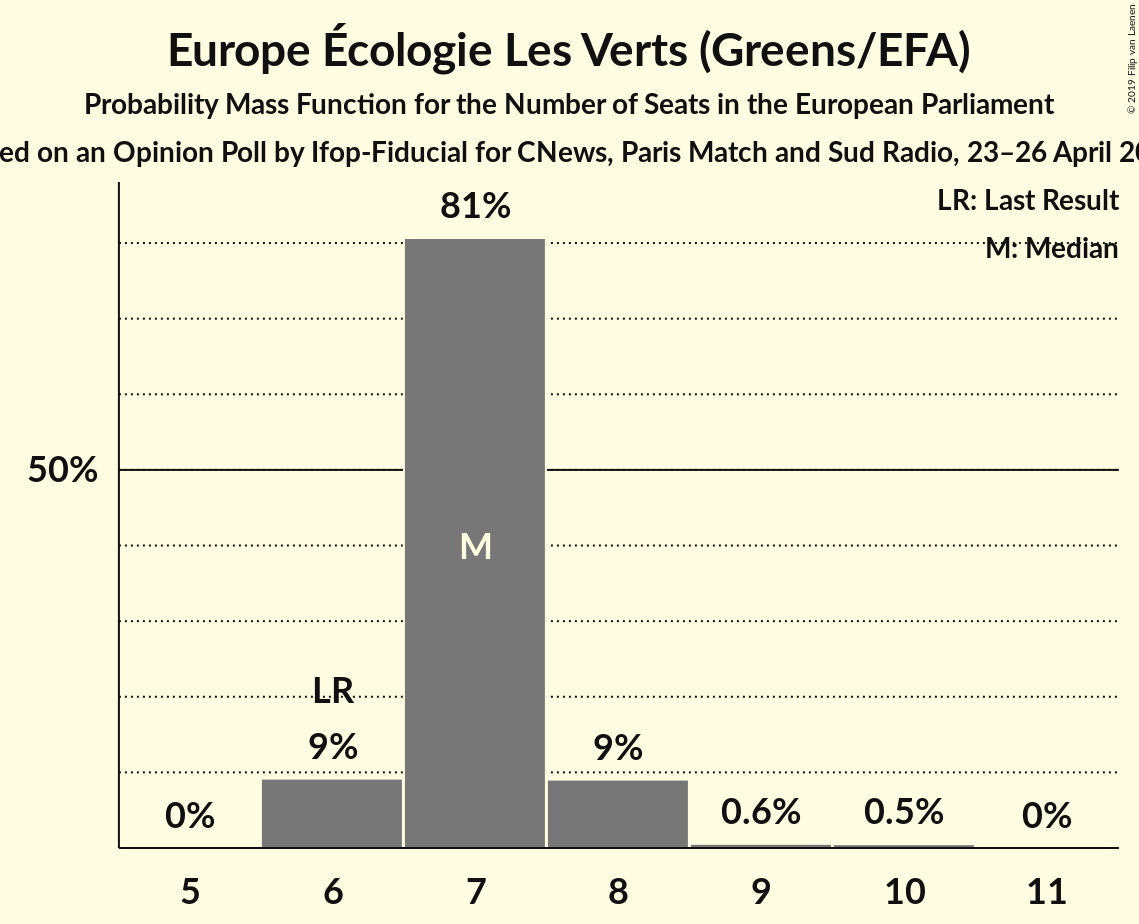 Europe Écologie Les Verts (Greens/EFA)
Probability Mass Function for the Number of Seats in the European Parliament
on an Opinion Poll by Ifop-Fiducial for CNews, Paris Match and Sud Radio, 23–26 April
© 2019 Filip van Laenen
LR: Last Result
M: Median
81%
50%
M
LR
9%
9%
0%
0.6%
0.5%
0%
5
6
7
8
9
10
11